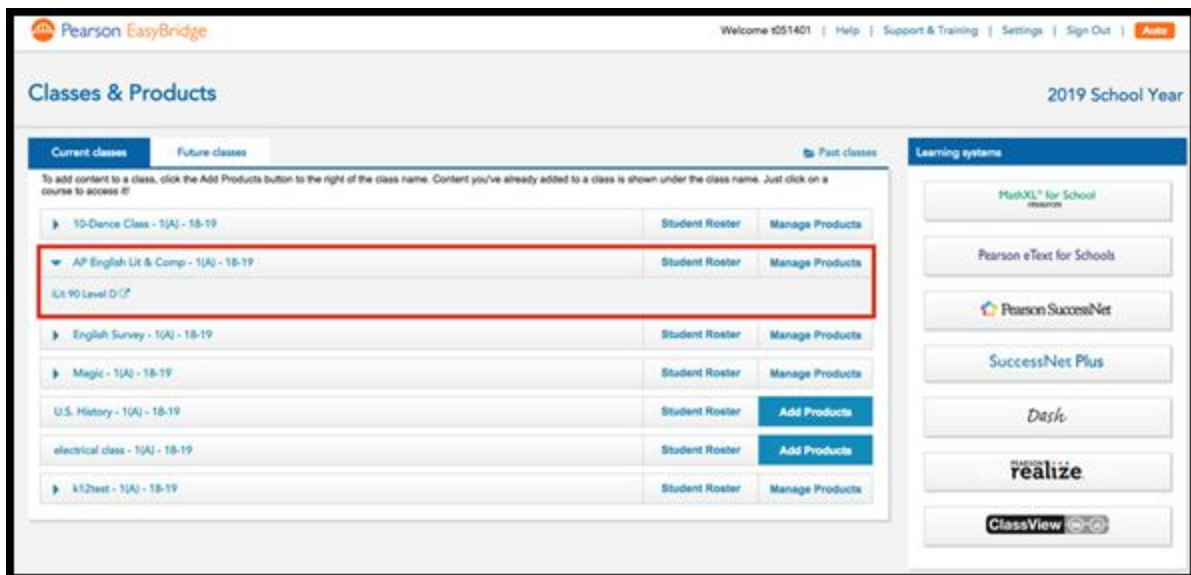 Pearson EasyBridge
Welcome t051401 | Help | Support & Training | Settings | Sign Out | Auto
Classes & Products
2019 School Year
Current classes
Future classes
Past classes
To add content to a class, click the Add Products button to the right of the class name. Content you've already added to a class is shown under the class name. Just click on a
course to access it!
10-Dance Class - 1(A) - 18-19 Student Roster Manage Products
AP English Lit & Comp - 1(A) - 18-19 Student Roster Manage Products
iLit 90 Level D
English Survey - 1(A) - 18-19 Student Roster Manage Products
Magic - 1(A) - 18-19 Student Roster Manage Products
U.S. History - 1(A) - 18-19 Student Roster Add Products
electrical class - 1(A) - 18-19 Student Roster Add Products
k12test - 1(A) - 18-19 Student Roster Manage Products
Learning systems
MathXL® for School
resources
Pearson eText for Schools
Pearson SuccessNet
SuccessNet Plus
Dash
PEARSON
realize
ClassView